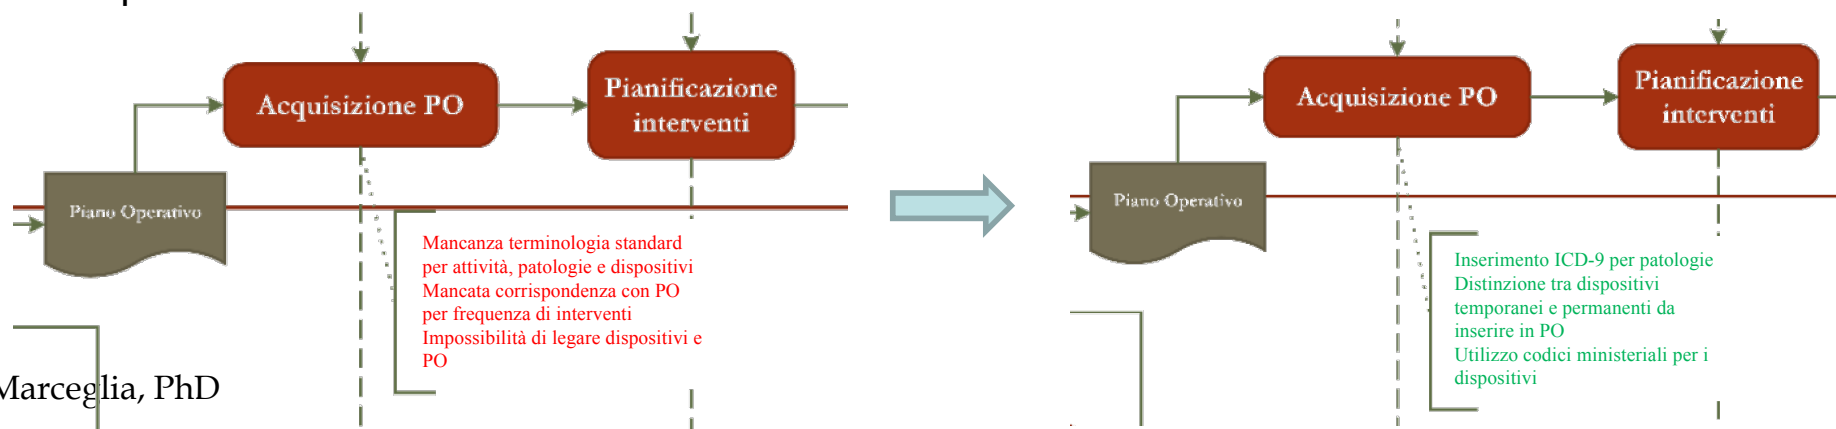 Acquisizione PO
Pianificazione
interventi
Piano Operativo
Mancanza terminologia standard
per attività, patologie e dispositivi
Mancata corrispondenza con PO
per frequenza di interventi
Impossibilità di legare dispositivi e
PO
Marceglia, PhD
Acquisizione PO
Pianificazione
interventi
Piano Operativo
Inserimento ICD-9 per patologie
Distinzione tra dispositivi
temporanei e permanenti da
inserire in PO
Utilizzo codici ministeriali per i
dispositivi